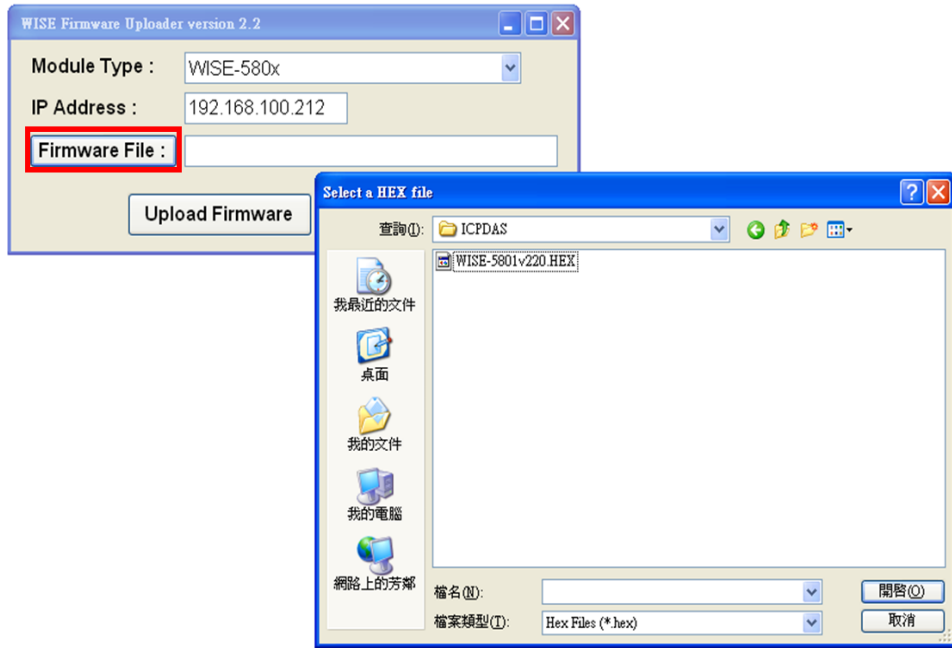 WISE Firmware Uploader version 2.2
Module Type :
WISE-580x
IP Address :
192.168.100.212
Firmware File :
Upload Firmware
Select a HEX file
查詢(I):
ICPDAS
WISE-5801v220.HEX
我最近的文件
桌面
我的文件
我的電腦
網路上的芳鄰
檔名(N):
開啓(O)
檔案類型(T):
Hex Files (*.hex)
取消